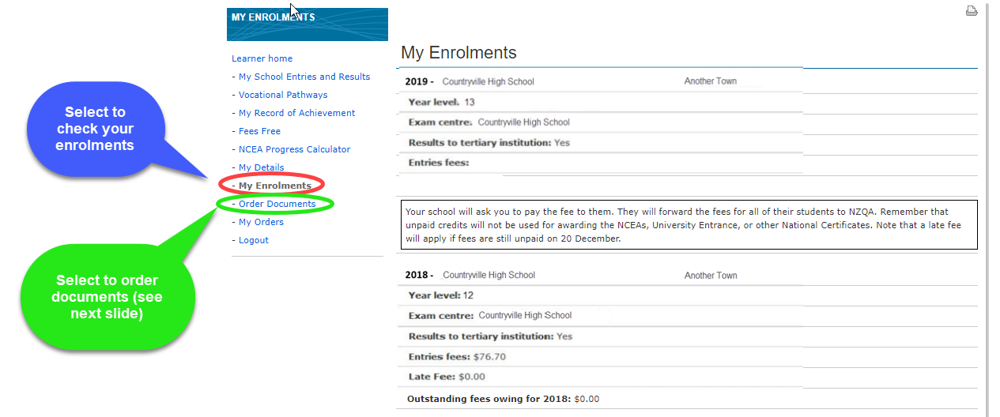 MY ENROLMENTS
Learner home
- My School Entries and Results
- Vocational Pathways
- My Record of Achievement
- Fees Free
- NCEA Progress Calculator
- My Details
- My Enrolments
- Order Documents
- My Orders
- Logout
Select to
check your
enrolments
Select to order
documents (see
next slide)
My Enrolments
2019 - Countryville High School Another Town
Year level. 13
Exam centre: Countryville High School
Results to tertiary institution: Yes
Entries fees:
Your school will ask you to pay the fee to them. They will forward the fees for all of their students to NZQA. Remember that
unpaid credits will not be used for awarding the NCEAs, University Entrance, or other National Certificates. Note that a late fee
will apply if fees are still unpaid on 20 December.
2018 - Countryville High School Another Town
Year level: 12
Exam centre: Countryville High School
Results to tertiary institution: Yes
Entries fees: $76.70
Late Fee: $0.00
Outstanding fees owing for 2018: $0.00